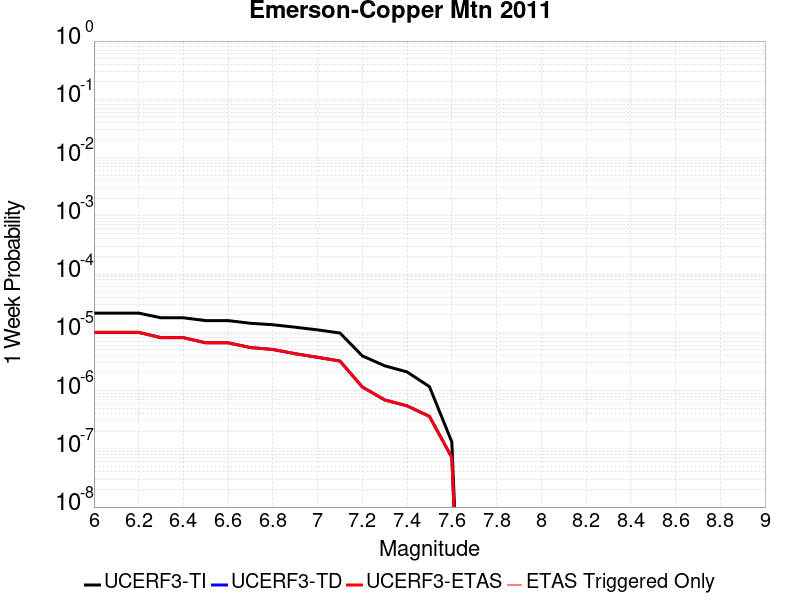 Emerson-Copper Mtn 2011
1 Week Probability
10^0
10^-1
10^-2
10^-3
10^-4
10^-5
10^-6
10^-7
10^-8
6 6.2 6.4 6.6 6.8 7 7.2 7.4 7.6 7.8 8 8.2 8.4 8.6 8.8 9
Magnitude
UCERF3-TI UCERF3-TD UCERF3-ETAS ETAS Triggered Only